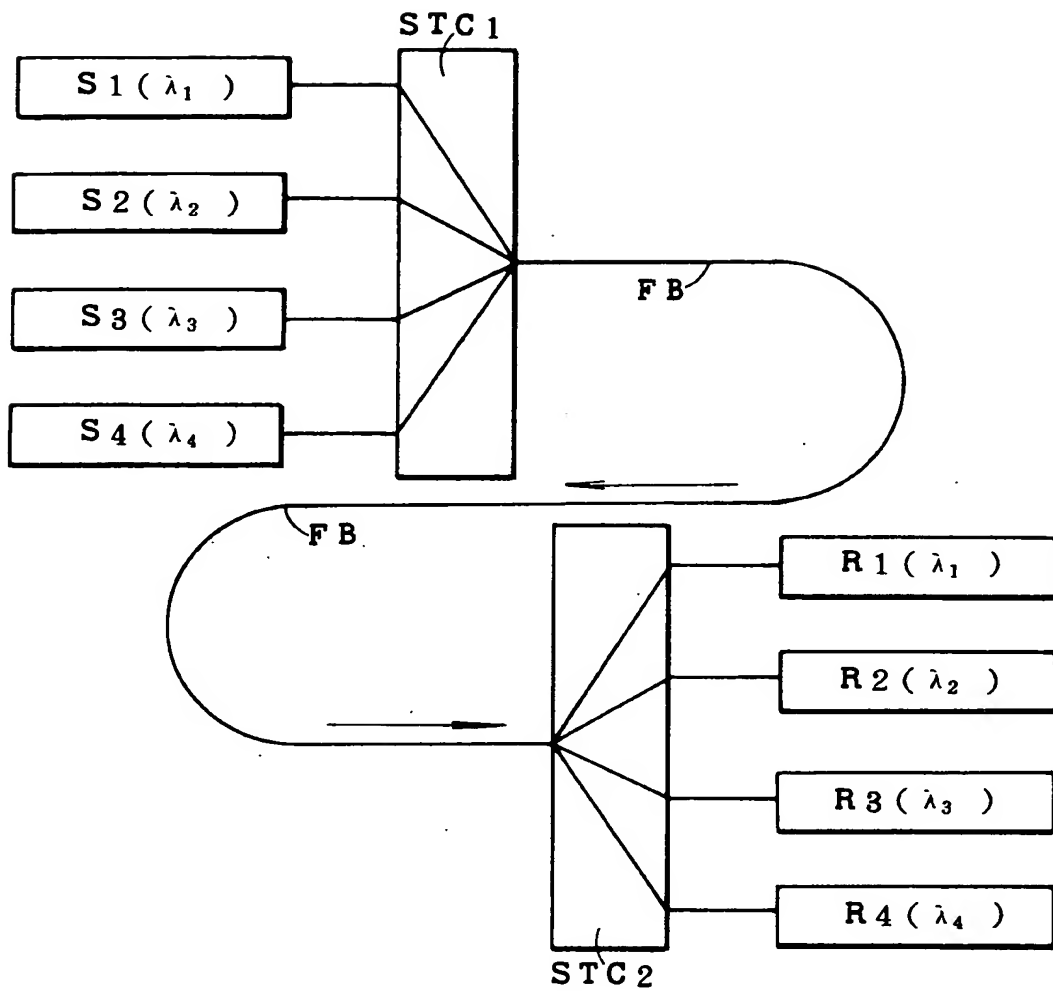 STC1
S1(λ₁)
S2(λ₂)
S3(λ₃)
S4(λ₄)
FB
FB
R1(λ₁)
R2(λ₂)
R3(λ₃)
R4(λ₄)
STC2